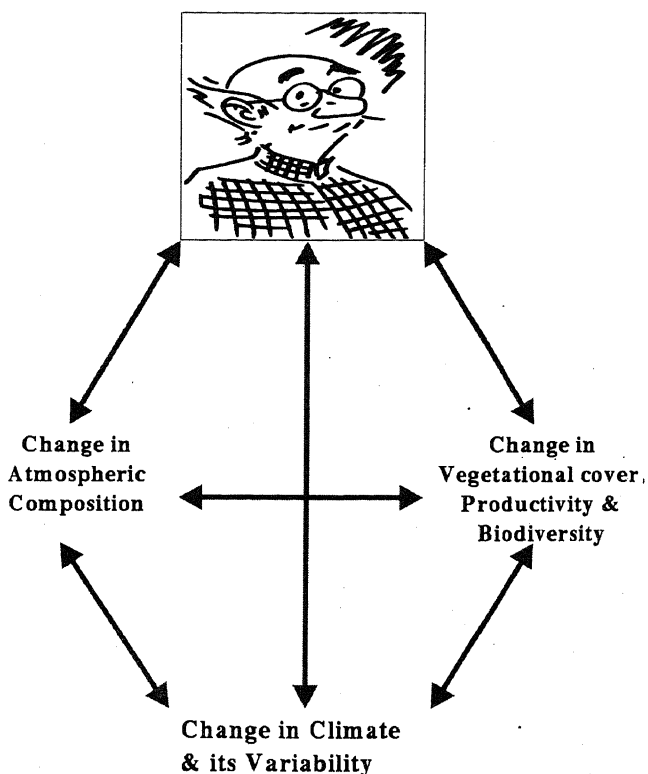 Change in
Atmospheric
Composition
Change in
Vegetational cover,
Productivity &
Biodiversity
Change in Climate
& its Variability